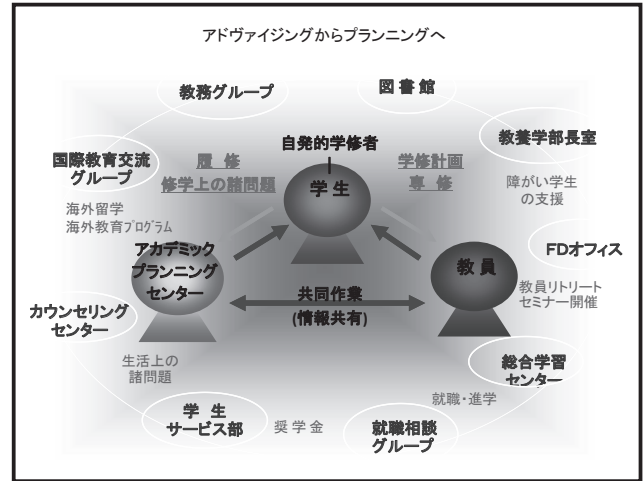 アドヴァイジングからプランニングへ
教務グループ
図書館
教養学部長室
自発的学修者
国際教育交流
グループ
履 修
修学上の諸問題
学修計画
専 修
学 生
障がい学生
の支援
海外留学
海外教育プログラム
アカデミック
プランニング
センター
教 員
FDオフィス
教員リトリート
セミナー開催
共同作業
(情報共有)
カウンセリング
センター
生活上の
諸問題
総合学習
センター
就職・進学
学 生
サービス部
奨学金
就職相談
グループ